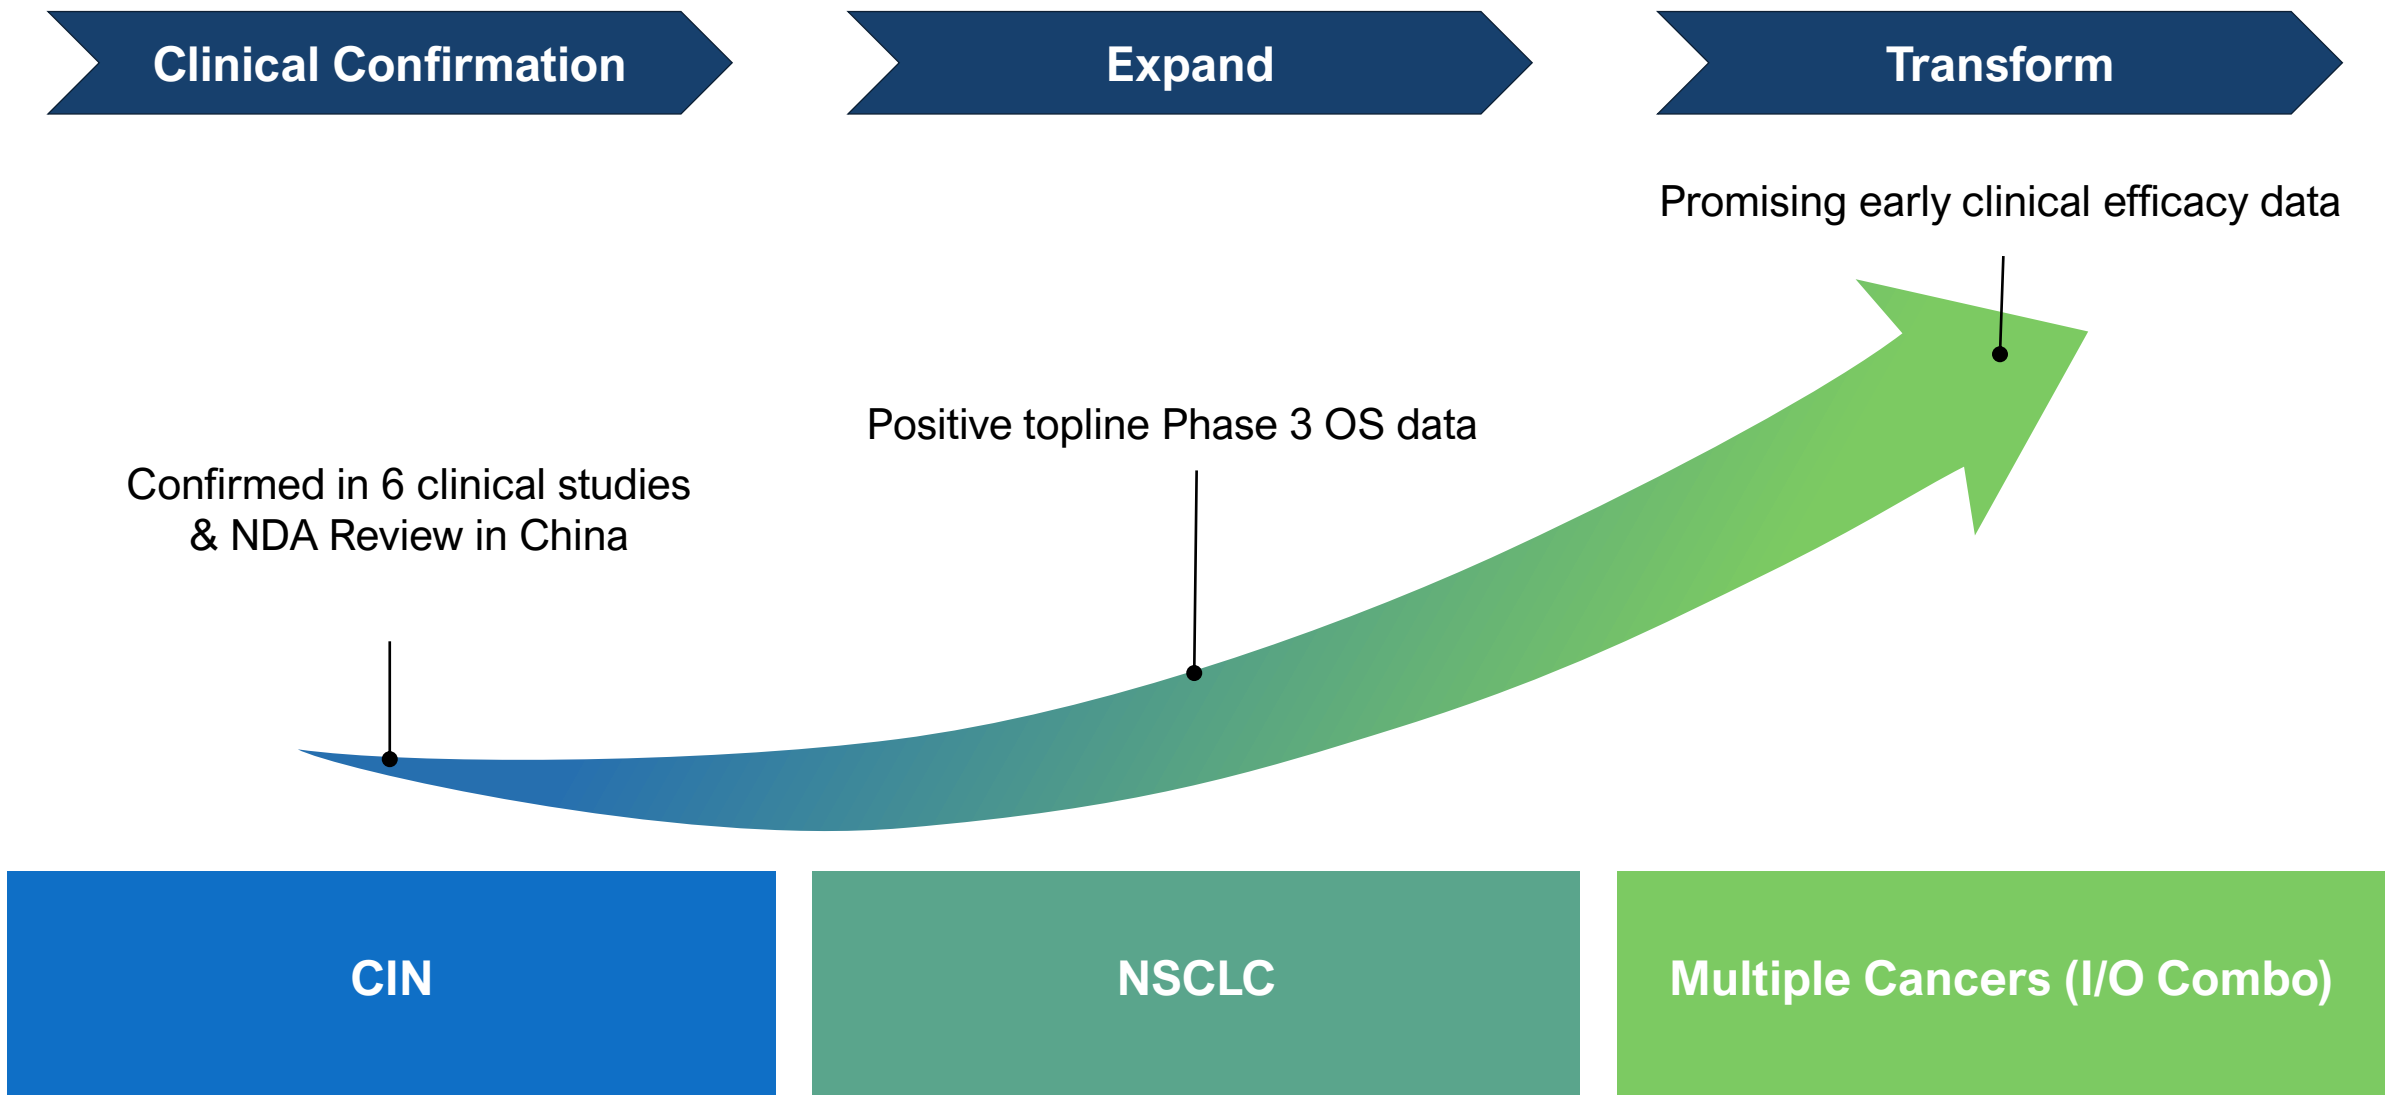 Clinical Confirmation
Expand
Transform
Promising early clinical efficacy data
Positive topline Phase 3 OS data
Confirmed in 6 clinical studies
& NDA Review in China
CIN
NSCLC
Multiple Cancers (I/O Combo)